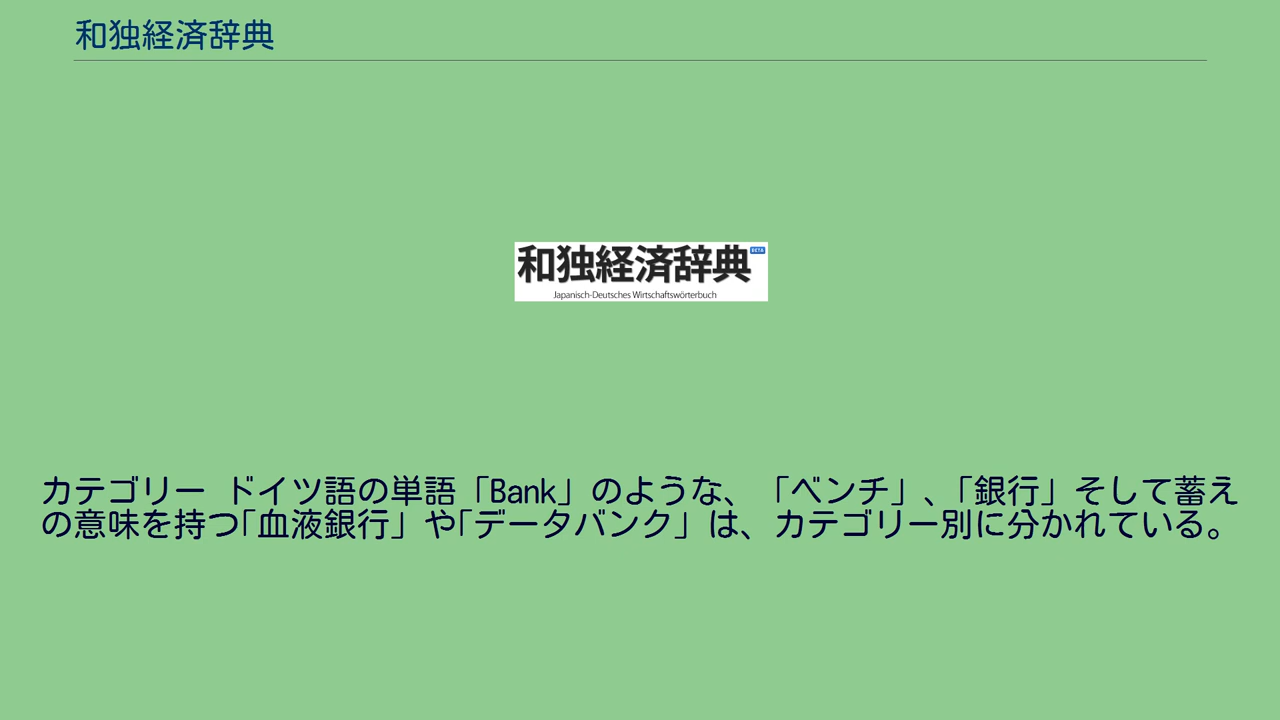 和独経済辞典
和独経済辞典 BETA
Japanisch-Deutsches Wirtschaftswörterbuch
カテゴリー ドイツ語の単語「Bank」のような、「ベンチ」、「銀行」そして蓄え
の意味を持つ「血液銀行」や「データバンク」は、カテゴリー別に分かれている。